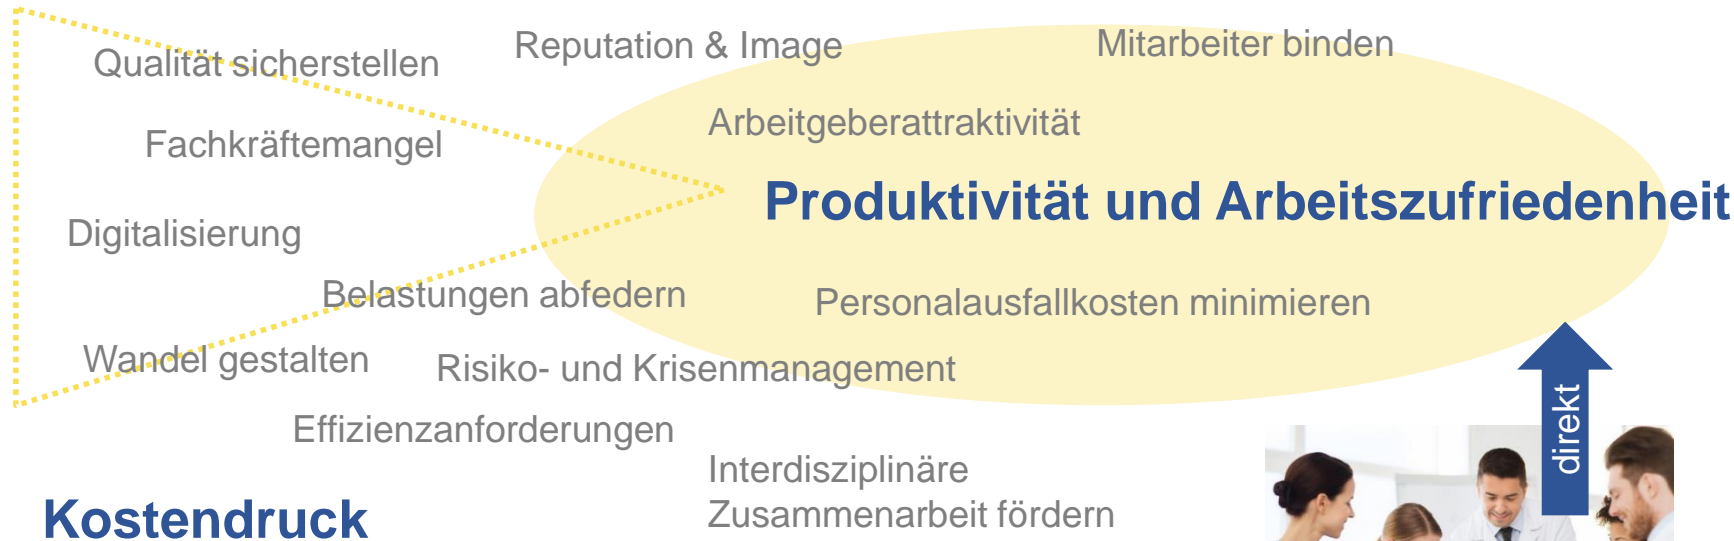 Reputation & Image
Mitarbeiter binden
Qualität sicherstellen
Arbeitgeberattraktivität
Fachkräftemangel
Produktivität und Arbeitszufriedenheit
Digitalisierung
Belastungen abfedern
Personalausfallkosten minimieren
Wandel gestalten
Risiko- und Krisenmanagement
direkt
Effizienzanforderungen
Interdisziplinäre
Zusammenarbeit fördern
Kostendruck